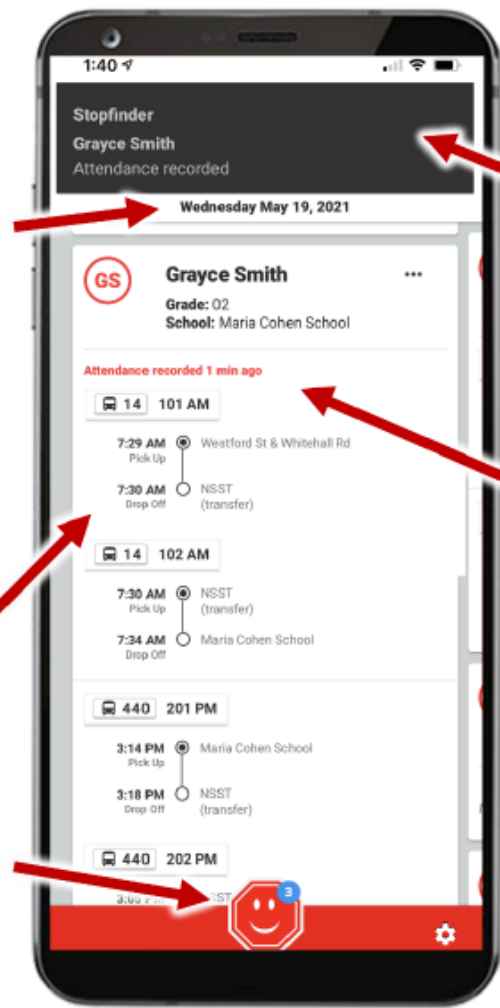 1:40
Stopfinder
Grayce Smith
Attendance recorded
Wednesday May 19, 2021
GS Grayce Smith
Grade: 02
School: Maria Cohen School
Attendance recorded 1 min ago
14 101 AM
7:29 AM Westford St & Whitehall Rd
Pick Up
7:30 AM NSST
Drop Off (transfer)
14 102 AM
7:30 AM NSST
Pick Up (transfer)
7:34 AM Maria Cohen School
Drop Off
440 201 PM
3:14 PM Maria Cohen School
Pick Up
3:18 PM NSST
Drop Off (transfer)
440 202 PM
3